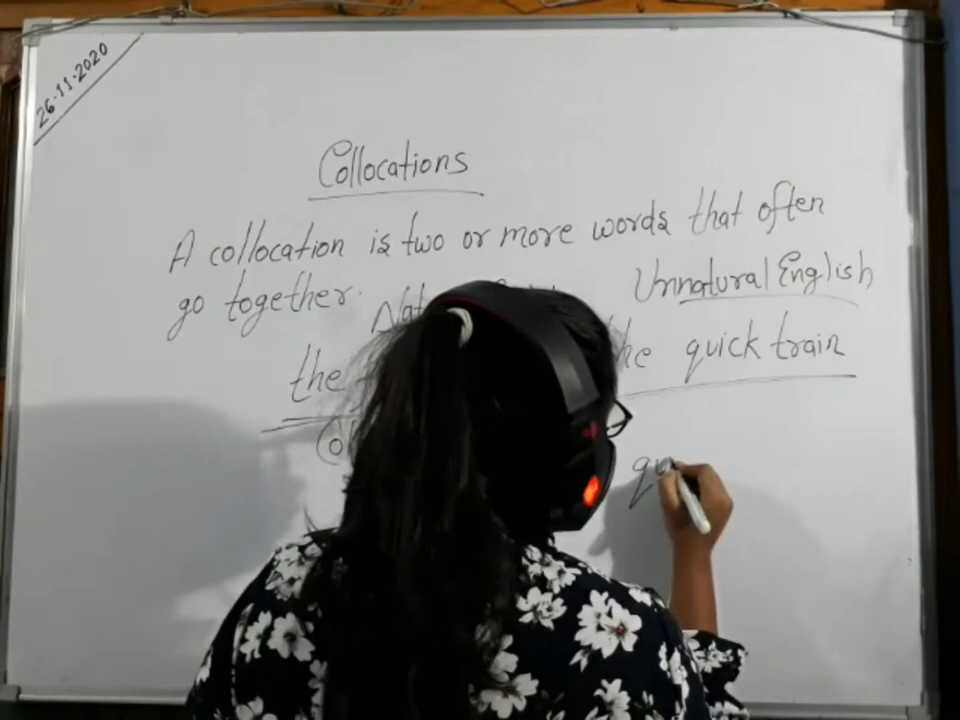 26.11.2020
Collocations
A collocation is two or more words that often
go together.
Unnatural English
the quick train